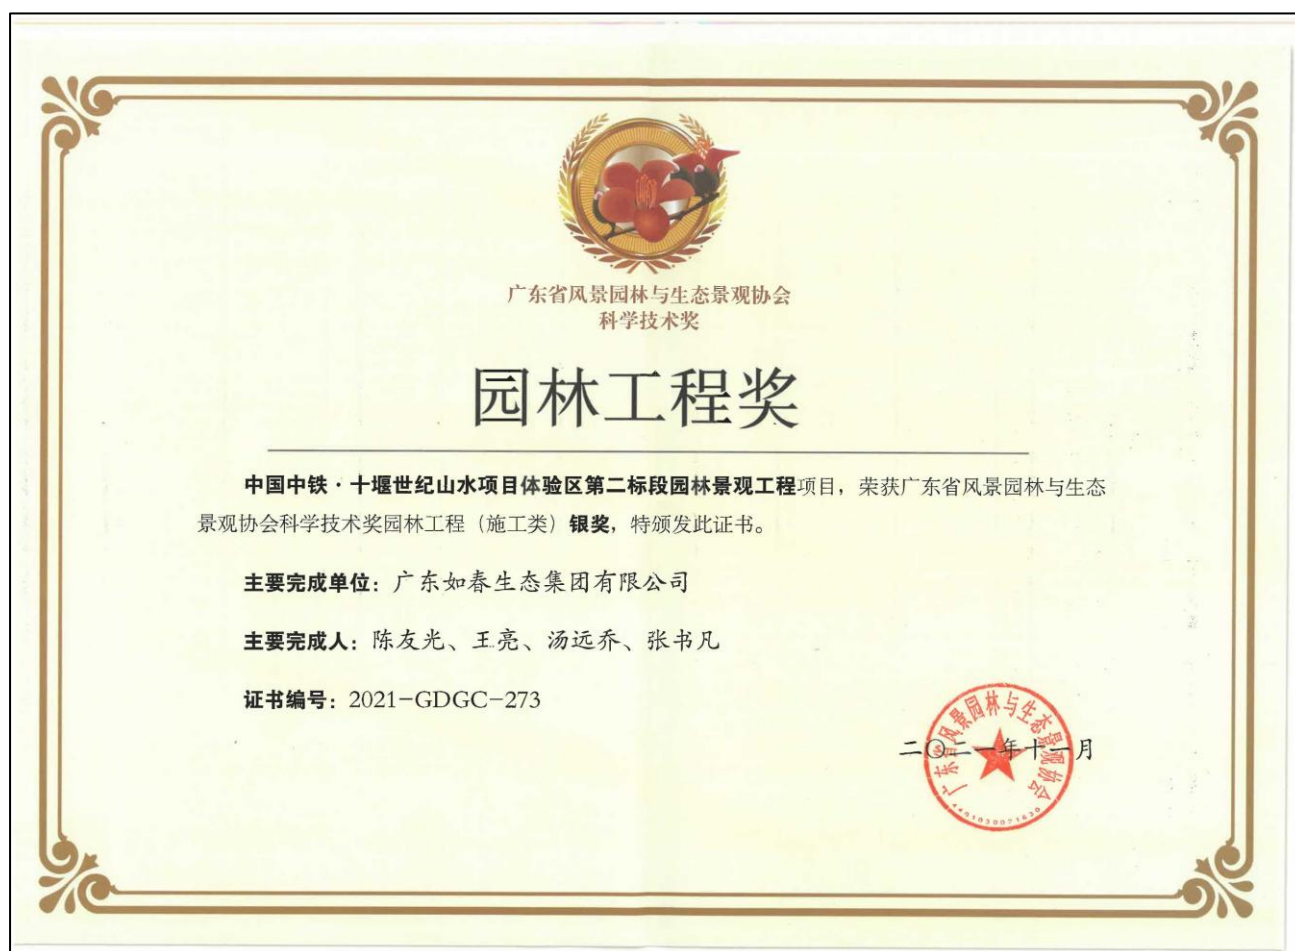 广东省风景园林与生态景观协会
科学技术奖
园林工程奖
中国中铁·十堰世纪山水项目体验区第二标段园林景观工程项目，荣获广东省风景园林与生态
景观协会科学技术奖园林工程（施工类）银奖，特颁发此证书。
主要完成单位：广东如春生态集团有限公司
主要完成人：陈友光、王亮、汤远乔、张书凡
证书编号：2021-GDGC-273
二〇二一年十一月
广东省风景园林与生态景观协会